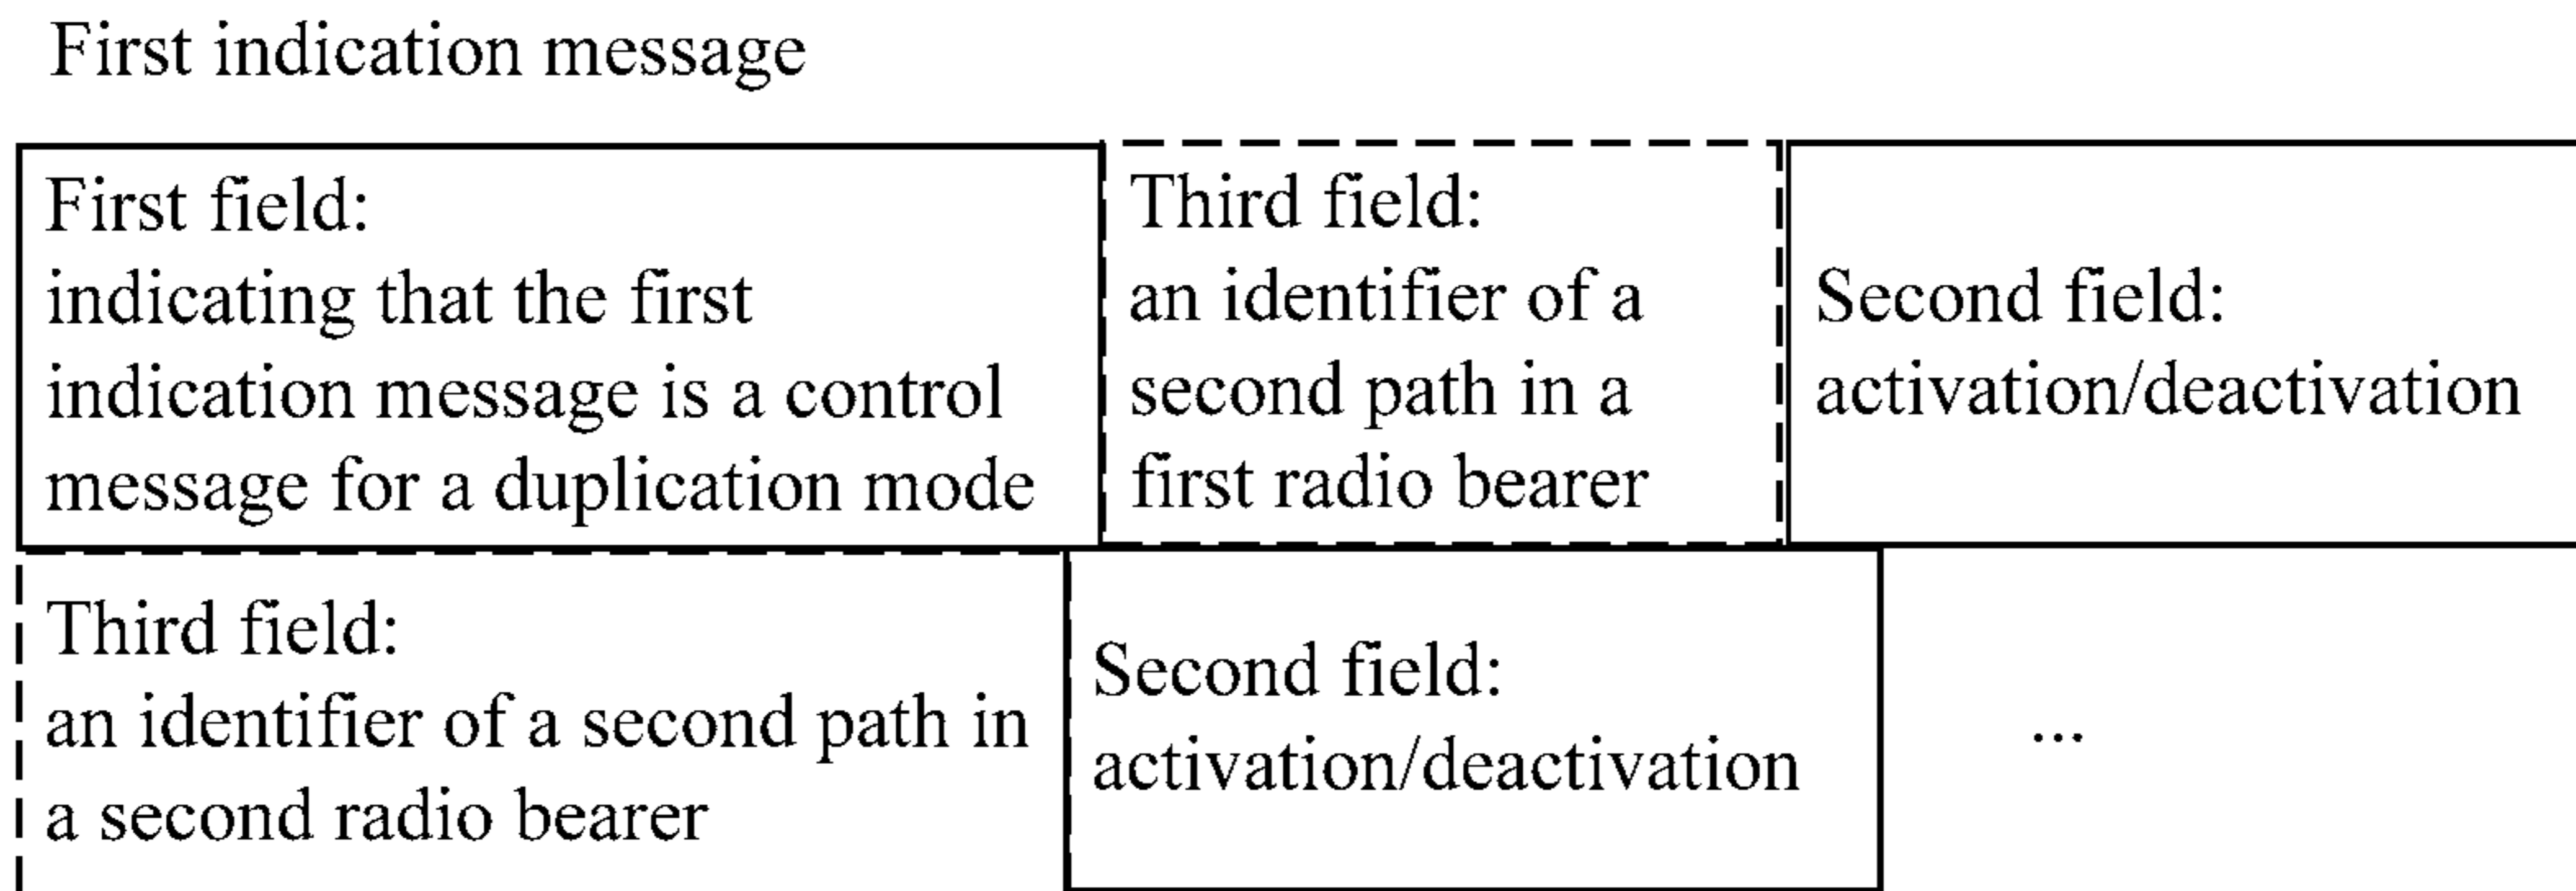 First indication message
First field:
indicating that the first
indication message is a control
message for a duplication mode
Third field:
an identifier of a
second path in a
first radio bearer
Second field:
activation/deactivation
Third field:
an identifier of a second path in
a second radio bearer
Second field:
activation/deactivation
...